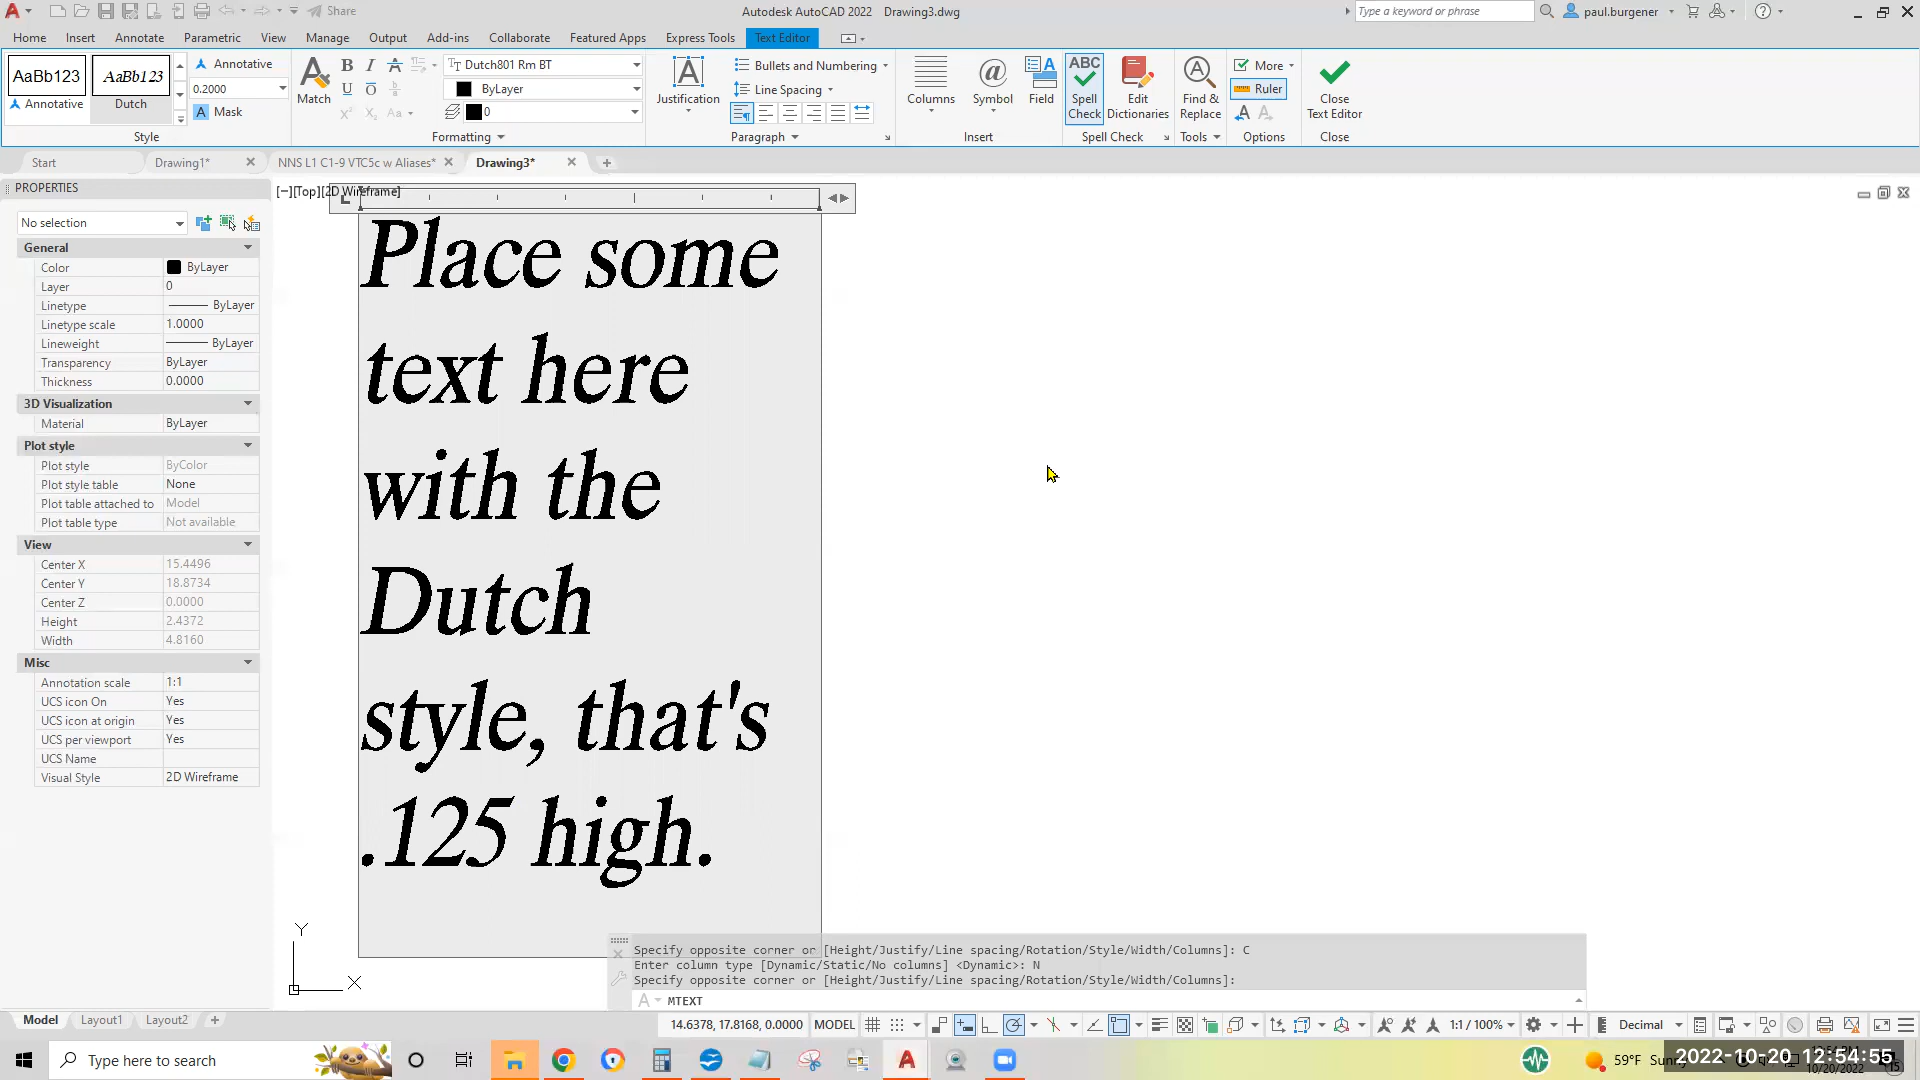 Share
Autodesk AutoCAD 2022 Drawing3.dwg
Type a keyword or phrase
paul.burgener
Home Insert Annotate Parametric View Manage Output Add-ins Collaborate Featured Apps Express Tools Text Editor
AaBb123 AaBb123 Annotative
Annotative Dutch
0.2000
Mask
Style
Match
B I A
U O
Dutch801 Rm BT
ByLayer
0
Formatting
Justification
Bullets and Numbering
Line Spacing
Paragraph
Columns
Symbol
Field
Insert
ABC
Spell Check
Edit Dictionaries
Spell Check
Find & Replace
Tools
More
Ruler
Options
Close Text Editor
Close
Start Drawing1* NNS L1 C1-9 VTC5c w Aliases* Drawing3*
PROPERTIES
[−][Top][2D Wireframe]
No selection
General
Color ByLayer
Layer 0
Linetype ByLayer
Linetype scale 1.0000
Lineweight ByLayer
Transparency ByLayer
Thickness 0.0000
3D Visualization
Material ByLayer
Plot style
Plot style ByColor
Plot style table None
Plot table attached to Model
Plot table type Not available
View
Center X 15.4496
Center Y 18.8734
Center Z 0.0000
Height 2.4372
Width 4.8160
Misc
Annotation scale 1:1
UCS icon On Yes
UCS icon at origin Yes
UCS per viewport Yes
UCS Name
Visual Style 2D Wireframe
Place some
text here
with the
Dutch
style, that's
.125 high.
Y
X
Specify opposite corner or [Height/Justify/Line spacing/Rotation/Style/Width/Columns]: C
Enter column type [Dynamic/Static/No columns] <Dynamic>: N
Specify opposite corner or [Height/Justify/Line spacing/Rotation/Style/Width/Columns]:
MTEXT
Model Layout1 Layout2
14.6378, 17.8168, 0.0000 MODEL
1:1 / 100%
Decimal
Type here to search
59°F
2022-10-20 12:54:55
10/20/2022